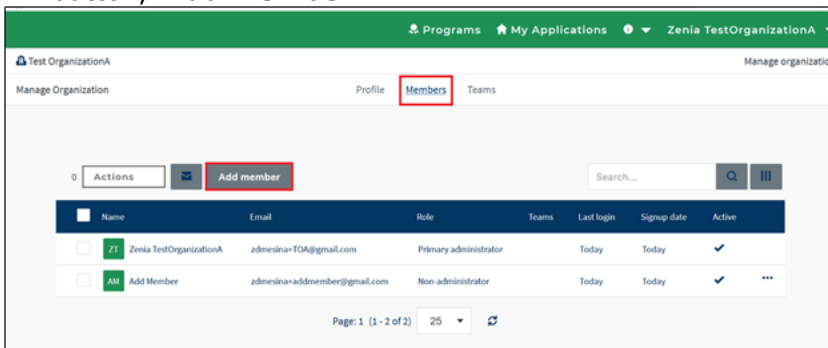 Programs My Applications Zenia TestOrganizationA
Test OrganizationA Manage organizatio
Manage Organization Profile Members Teams
0 Actions Add member Search...
Name Email Role Teams Last login Signup date Active
ZT Zenia TestOrganizationA zdmesina+TOA@gmail.com Primary administrator Today Today
AM Add Member zdmesina+addmember@gmail.com Non-administrator Today Today
Page: 1 (1 - 2 of 2) 25